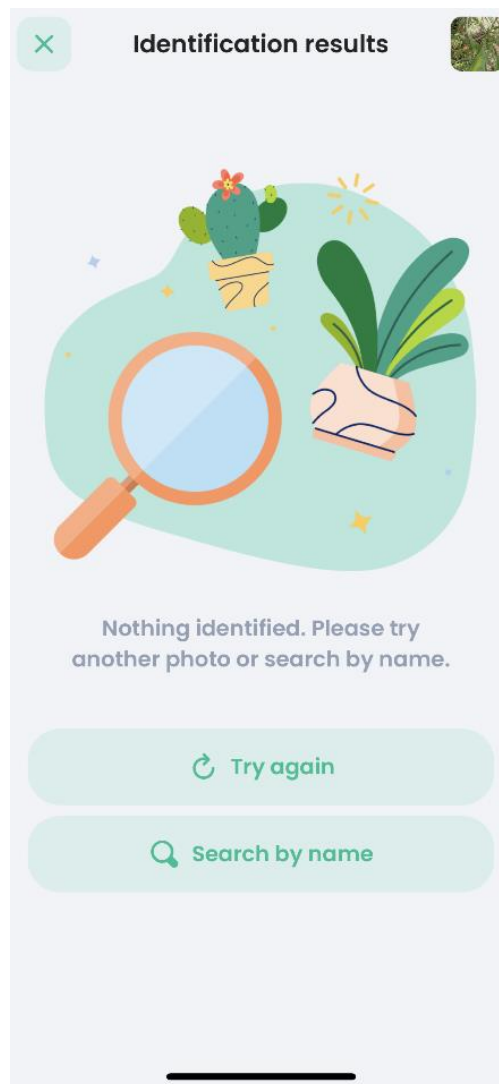 Identification results
Nothing identified. Please try
another photo or search by name.
Try again
Search by name